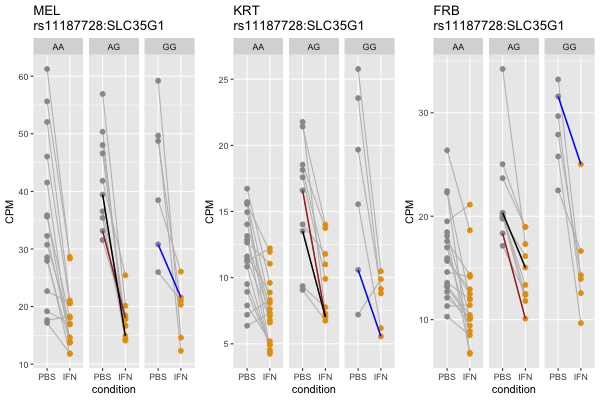 MEL
rs11187728:SLC35G1
AA AG GG
60
50
40
30
20
10
CPM
PBS IFN PBS IFN PBS IFN
condition
KRT
rs11187728:SLC35G1
AA AG GG
25
20
15
10
5
CPM
PBS IFN PBS IFN PBS IFN
condition
FRB
rs11187728:SLC35G1
AA AG GG
30
20
10
CPM
PBS IFN PBS IFN PBS IFN
condition